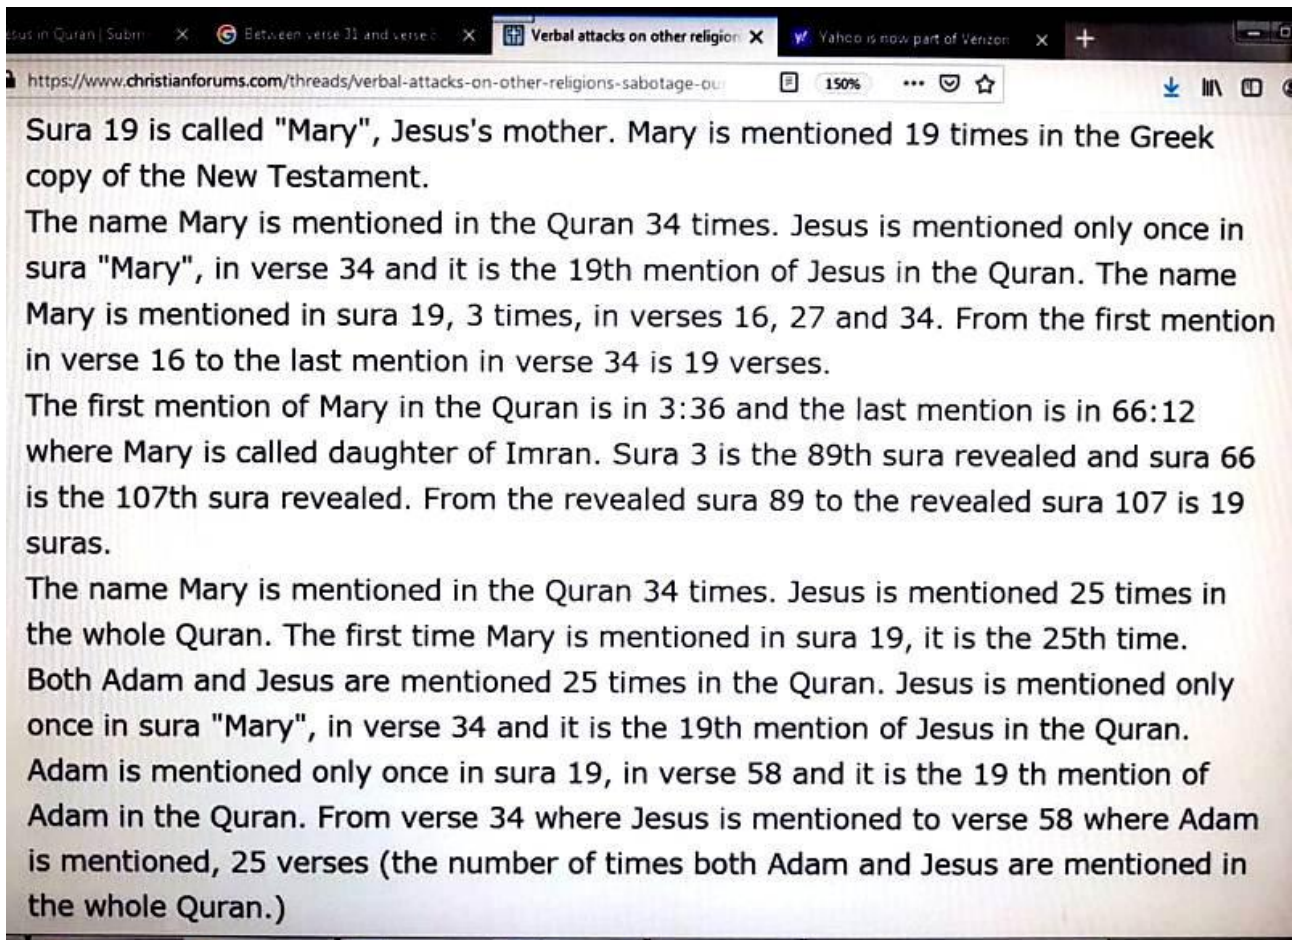 esus in Quran | Subm
Between verse 31 and verse
Verbal attacks on other religion
Yahoo is now part of Verizon
https://www.christianforums.com/threads/verbal-attacks-on-other-religions-sabotage-ou
150%
Sura 19 is called "Mary", Jesus's mother. Mary is mentioned 19 times in the Greek
copy of the New Testament.
The name Mary is mentioned in the Quran 34 times. Jesus is mentioned only once in
sura "Mary", in verse 34 and it is the 19th mention of Jesus in the Quran. The name
Mary is mentioned in sura 19, 3 times, in verses 16, 27 and 34. From the first mention
in verse 16 to the last mention in verse 34 is 19 verses.
The first mention of Mary in the Quran is in 3:36 and the last mention is in 66:12
where Mary is called daughter of Imran. Sura 3 is the 89th sura revealed and sura 66
is the 107th sura revealed. From the revealed sura 89 to the revealed sura 107 is 19
suras.
The name Mary is mentioned in the Quran 34 times. Jesus is mentioned 25 times in
the whole Quran. The first time Mary is mentioned in sura 19, it is the 25th time.
Both Adam and Jesus are mentioned 25 times in the Quran. Jesus is mentioned only
once in sura "Mary", in verse 34 and it is the 19th mention of Jesus in the Quran.
Adam is mentioned only once in sura 19, in verse 58 and it is the 19 th mention of
Adam in the Quran. From verse 34 where Jesus is mentioned to verse 58 where Adam
is mentioned, 25 verses (the number of times both Adam and Jesus are mentioned in
the whole Quran.)